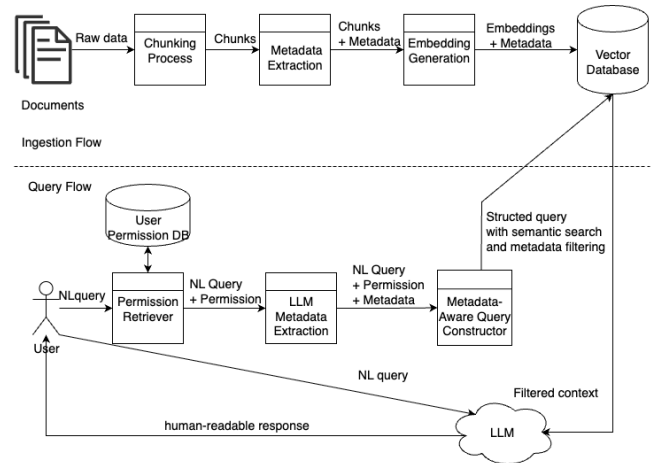 Raw data
Chunking
Process
Chunks
Metadata
Extraction
Chunks
+ Metadata
Embedding
Generation
Embeddings
+ Metadata
Vector
Database
Documents
Ingestion Flow
Query Flow
User
Permission DB
Structed query
with semantic search
and metadata filtering
NLquery
Permission
Retriever
NL Query
+ Permission
LLM
Metadata
Extraction
NL Query
+ Permission
+ Metadata
Metadata-
Aware Query
Constructor
User
NL query
Filtered context
human-readable response
LLM